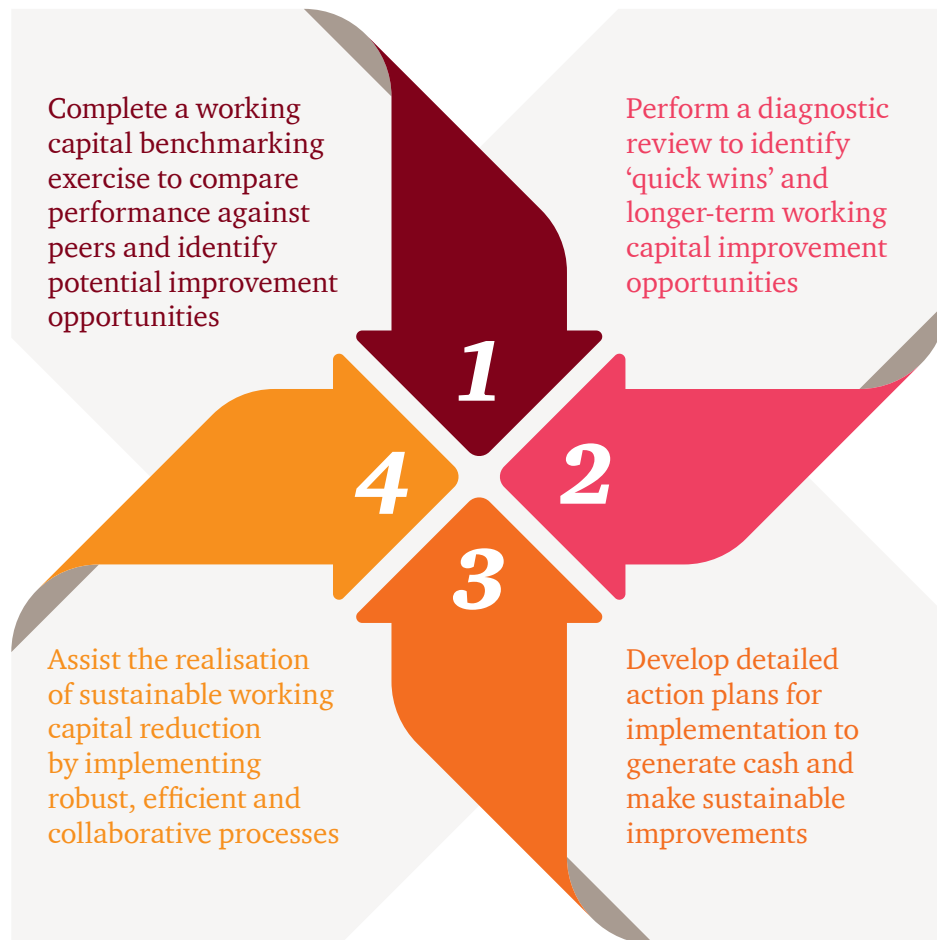 Complete a working
capital benchmarking
exercise to compare
performance against
peers and identify
potential improvement
opportunities
1
Perform a diagnostic
review to identify
‘quick wins’ and
longer-term working
capital improvement
opportunities
2
3
Develop detailed
action plans for
implementation to
generate cash and
make sustainable
improvements
4
Assist the realisation
of sustainable working
capital reduction
by implementing
robust, efficient and
collaborative processes